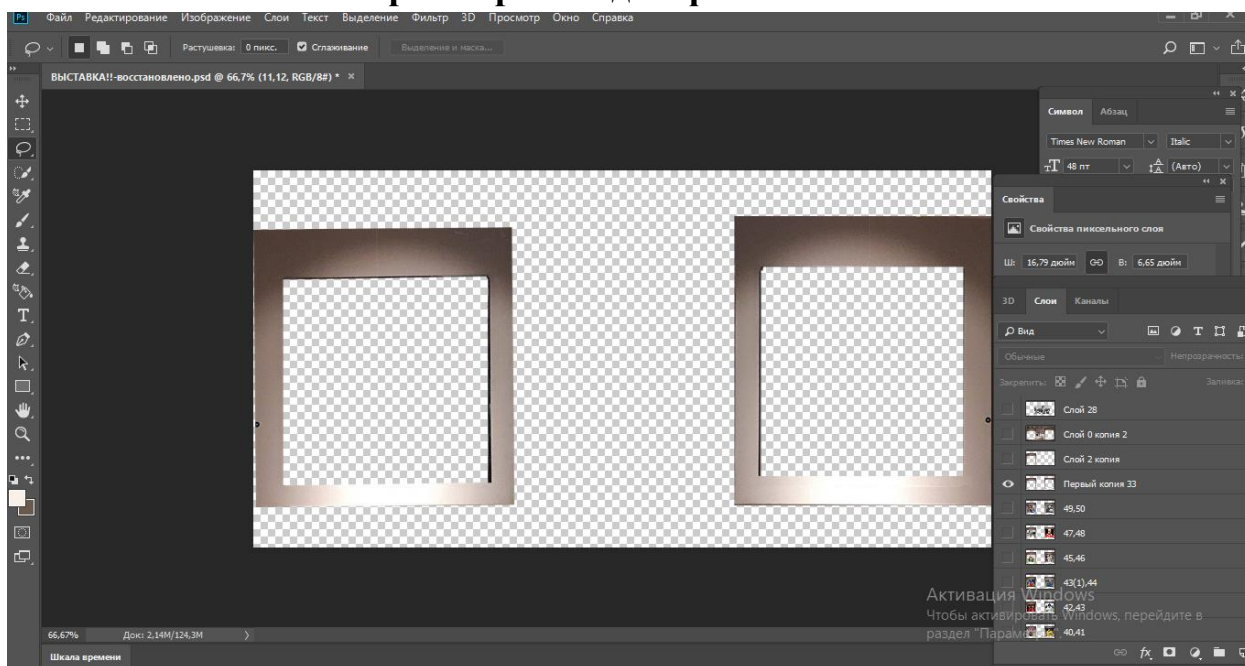 Ps Файл Редактирование Изображение Слои Текст Выделение Фильтр 3D Просмотр Окно Справка
Растушевка: 0 пикс. Сглаживание Выделение и маска...
ВЫСТАВКА!!-восстановлено.psd @ 66,7% (11,12, RGB/8#) * ×
Символ Абзац
Times New Roman Italic
48 пт (Авто)
Свойства
Свойства пиксельного слоя
Ш: 16,79 дюйм GO В: 6,65 дюйм
3D Слои Каналы
Вид
Обычные Непрозрачность:
Закрепить: Заливка:
Слой 28
Слой 0 копия 2
Слой 2 копия
Первый копия 33
49,50
47,48
45,46
43(1),44
42,43
40,41
Активация Windows
Чтобы активировать Windows, перейдите в
раздел "Парам
66,67% Док: 2,14M/124,3M
Шкала времени